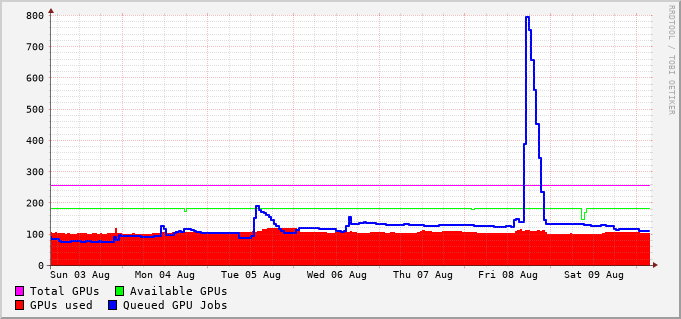 800
700
600
500
400
300
200
100
0
Sun 03 Aug Mon 04 Aug Tue 05 Aug Wed 06 Aug Thu 07 Aug Fri 08 Aug Sat 09 Aug
Total GPUs Available GPUs
GPUs used Queued GPU Jobs
RRDTOOL / TOBI OETIKER